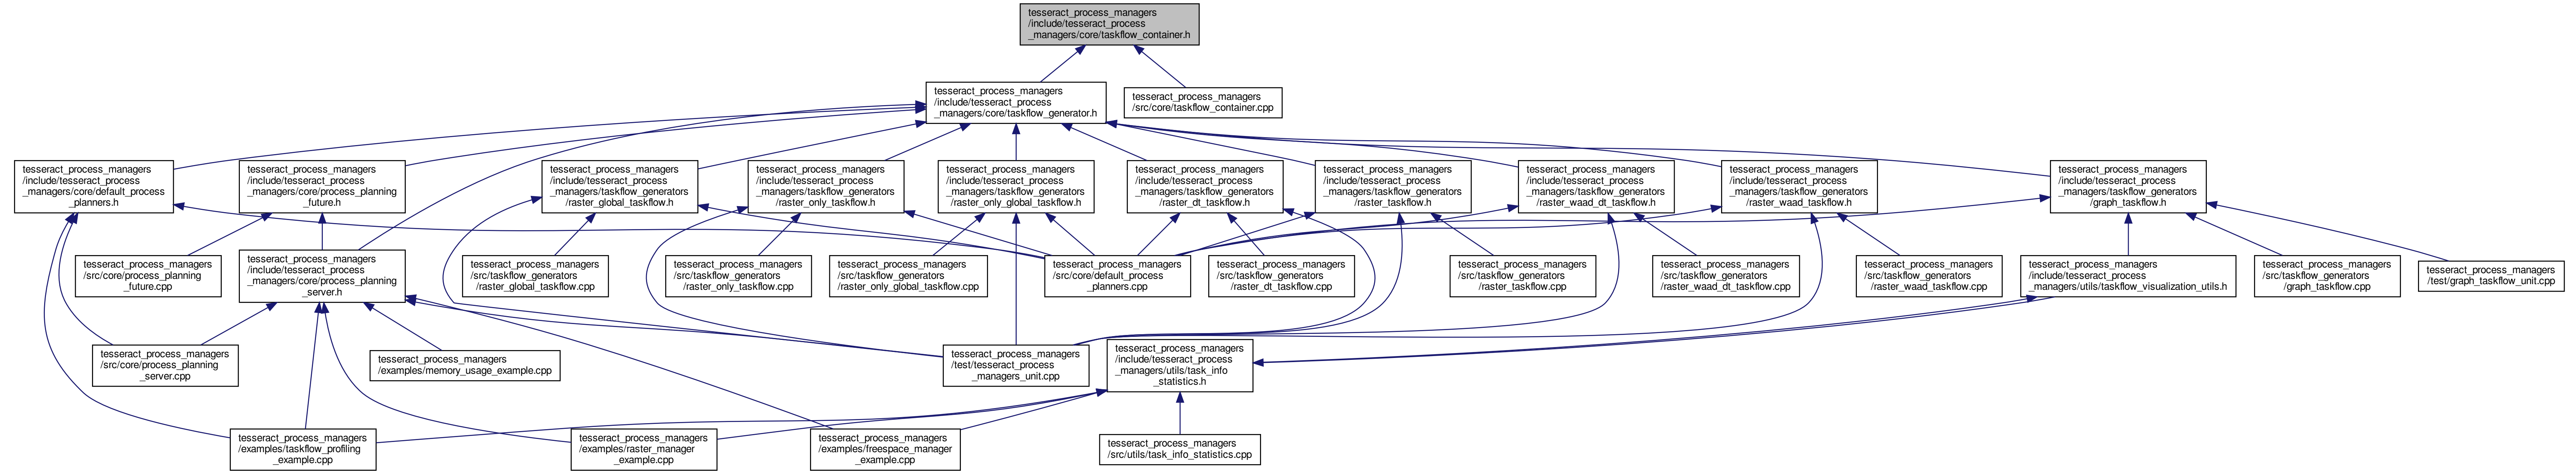 tesseract_process_managers
/include/tesseract_process
_managers/core/taskflow_container.h
tesseract_process_managers
/include/tesseract_process
_managers/core/taskflow_generator.h
tesseract_process_managers
/src/core/taskflow_container.cpp
tesseract_process_managers
/include/tesseract_process
_managers/core/default_process
_planners.h
tesseract_process_managers
/include/tesseract_process
_managers/core/process_planning
_future.h
tesseract_process_managers
/include/tesseract_process
_managers/taskflow_generators
/raster_global_taskflow.h
tesseract_process_managers
/include/tesseract_process
_managers/taskflow_generators
/raster_only_taskflow.h
tesseract_process_managers
/include/tesseract_process
_managers/taskflow_generators
/raster_only_global_taskflow.h
tesseract_process_managers
/include/tesseract_process
_managers/taskflow_generators
/raster_dt_taskflow.h
tesseract_process_managers
/include/tesseract_process
_managers/taskflow_generators
/raster_taskflow.h
tesseract_process_managers
/include/tesseract_process
_managers/taskflow_generators
/raster_waad_dt_taskflow.h
tesseract_process_managers
/include/tesseract_process
_managers/taskflow_generators
/raster_waad_taskflow.h
tesseract_process_managers
/include/tesseract_process
_managers/taskflow_generators
/graph_taskflow.h
tesseract_process_managers
/src/core/process_planning
_future.cpp
tesseract_process_managers
/include/tesseract_process
_managers/core/process_planning
_server.h
tesseract_process_managers
/src/taskflow_generators
/raster_global_taskflow.cpp
tesseract_process_managers
/src/taskflow_generators
/raster_only_taskflow.cpp
tesseract_process_managers
/src/taskflow_generators
/raster_only_global_taskflow.cpp
tesseract_process_managers
/src/core/default_process
_planners.cpp
tesseract_process_managers
/src/taskflow_generators
/raster_dt_taskflow.cpp
tesseract_process_managers
/src/taskflow_generators
/raster_taskflow.cpp
tesseract_process_managers
/src/taskflow_generators
/raster_waad_dt_taskflow.cpp
tesseract_process_managers
/src/taskflow_generators
/raster_waad_taskflow.cpp
tesseract_process_managers
/include/tesseract_process
_managers/utils/taskflow_visualization_utils.h
tesseract_process_managers
/src/taskflow_generators
/graph_taskflow.cpp
tesseract_process_managers
/test/graph_taskflow_unit.cpp
tesseract_process_managers
/src/core/process_planning
_server.cpp
tesseract_process_managers
/examples/memory_usage_example.cpp
tesseract_process_managers
/test/tesseract_process
_managers_unit.cpp
tesseract_process_managers
/include/tesseract_process
_managers/utils/task_info
_statistics.h
tesseract_process_managers
/examples/taskflow_profiling
_example.cpp
tesseract_process_managers
/examples/raster_manager
_example.cpp
tesseract_process_managers
/examples/freespace_manager
_example.cpp
tesseract_process_managers
/src/utils/task_info_statistics.cpp